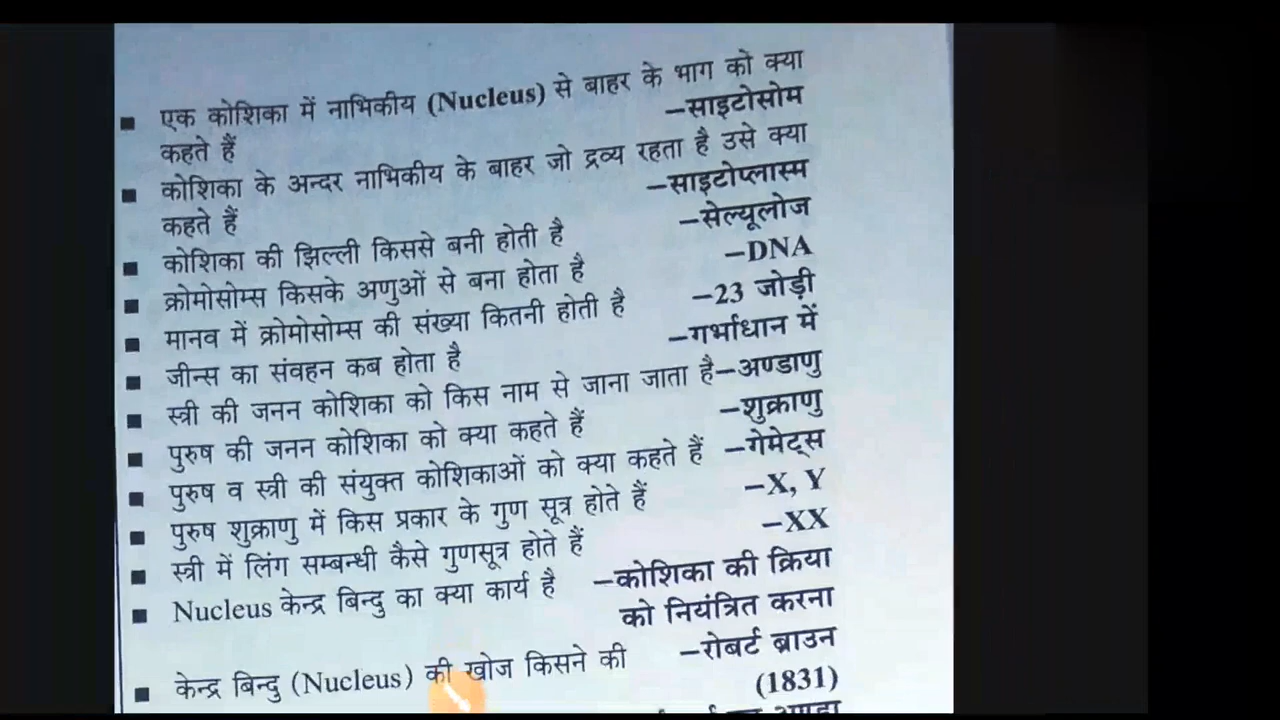 ■ एक कोशिका में नाभिकीय (Nucleus) से बाहर के भाग को क्या
कहते हैं –साइटोसोम
■ कोशिका के अन्दर नाभिकीय के बाहर जो द्रव्य रहता है उसे क्या
कहते हैं –साइटोप्लास्म
■ कोशिका की झिल्ली किससे बनी होती है –सेल्यूलोज
■ क्रोमोसोम्स किसके अणुओं से बना होता है –DNA
■ मानव में क्रोमोसोम्स की संख्या कितनी होती है –23 जोड़ी
■ जीन्स का संवहन कब होता है –गर्भाधान में
■ स्त्री की जनन कोशिका को किस नाम से जाना जाता है–अण्डाणु
■ पुरुष की जनन कोशिका को क्या कहते हैं –शुक्राणु
■ पुरुष व स्त्री की संयुक्त कोशिकाओं को क्या कहते हैं –गेमेट्स
■ पुरुष शुक्राणु में किस प्रकार के गुण सूत्र होते हैं –X, Y
■ स्त्री में लिंग सम्बन्धी कैसे गुणसूत्र होते हैं –XX
■ Nucleus केन्द्र बिन्दु का क्या कार्य है –कोशिका की क्रिया
को नियंत्रित करना
■ केन्द्र बिन्दु (Nucleus) की खोज किसने की –रोबर्ट ब्राउन
(1831)